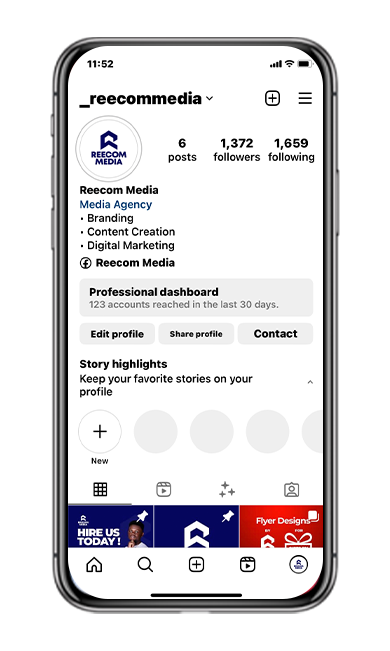 11:52
_reecommedia
REECOM
MEDIA
6 1,372 1,659
posts followers following
Reecom Media
Media Agency
• Branding
• Content Creation
• Digital Marketing
Reecom Media
Professional dashboard
123 accounts reached in the last 30 days.
Edit profile Share profile Contact
Story highlights
Keep your favorite stories on your
profile
New
HIRE US
TODAY!
Flyer Designs
FOR